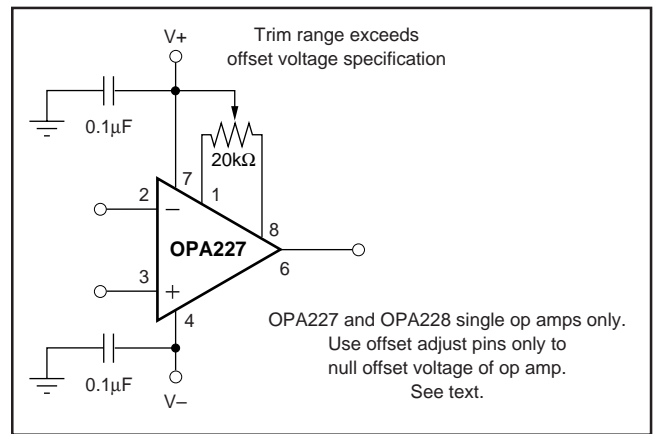 V+
Trim range exceeds
offset voltage specification
0.1µF
20kΩ
7
1
2
−
8
OPA227
6
3
+
4
OPA227 and OPA228 single op amps only.
Use offset adjust pins only to
null offset voltage of op amp.
See text.
0.1µF
V−